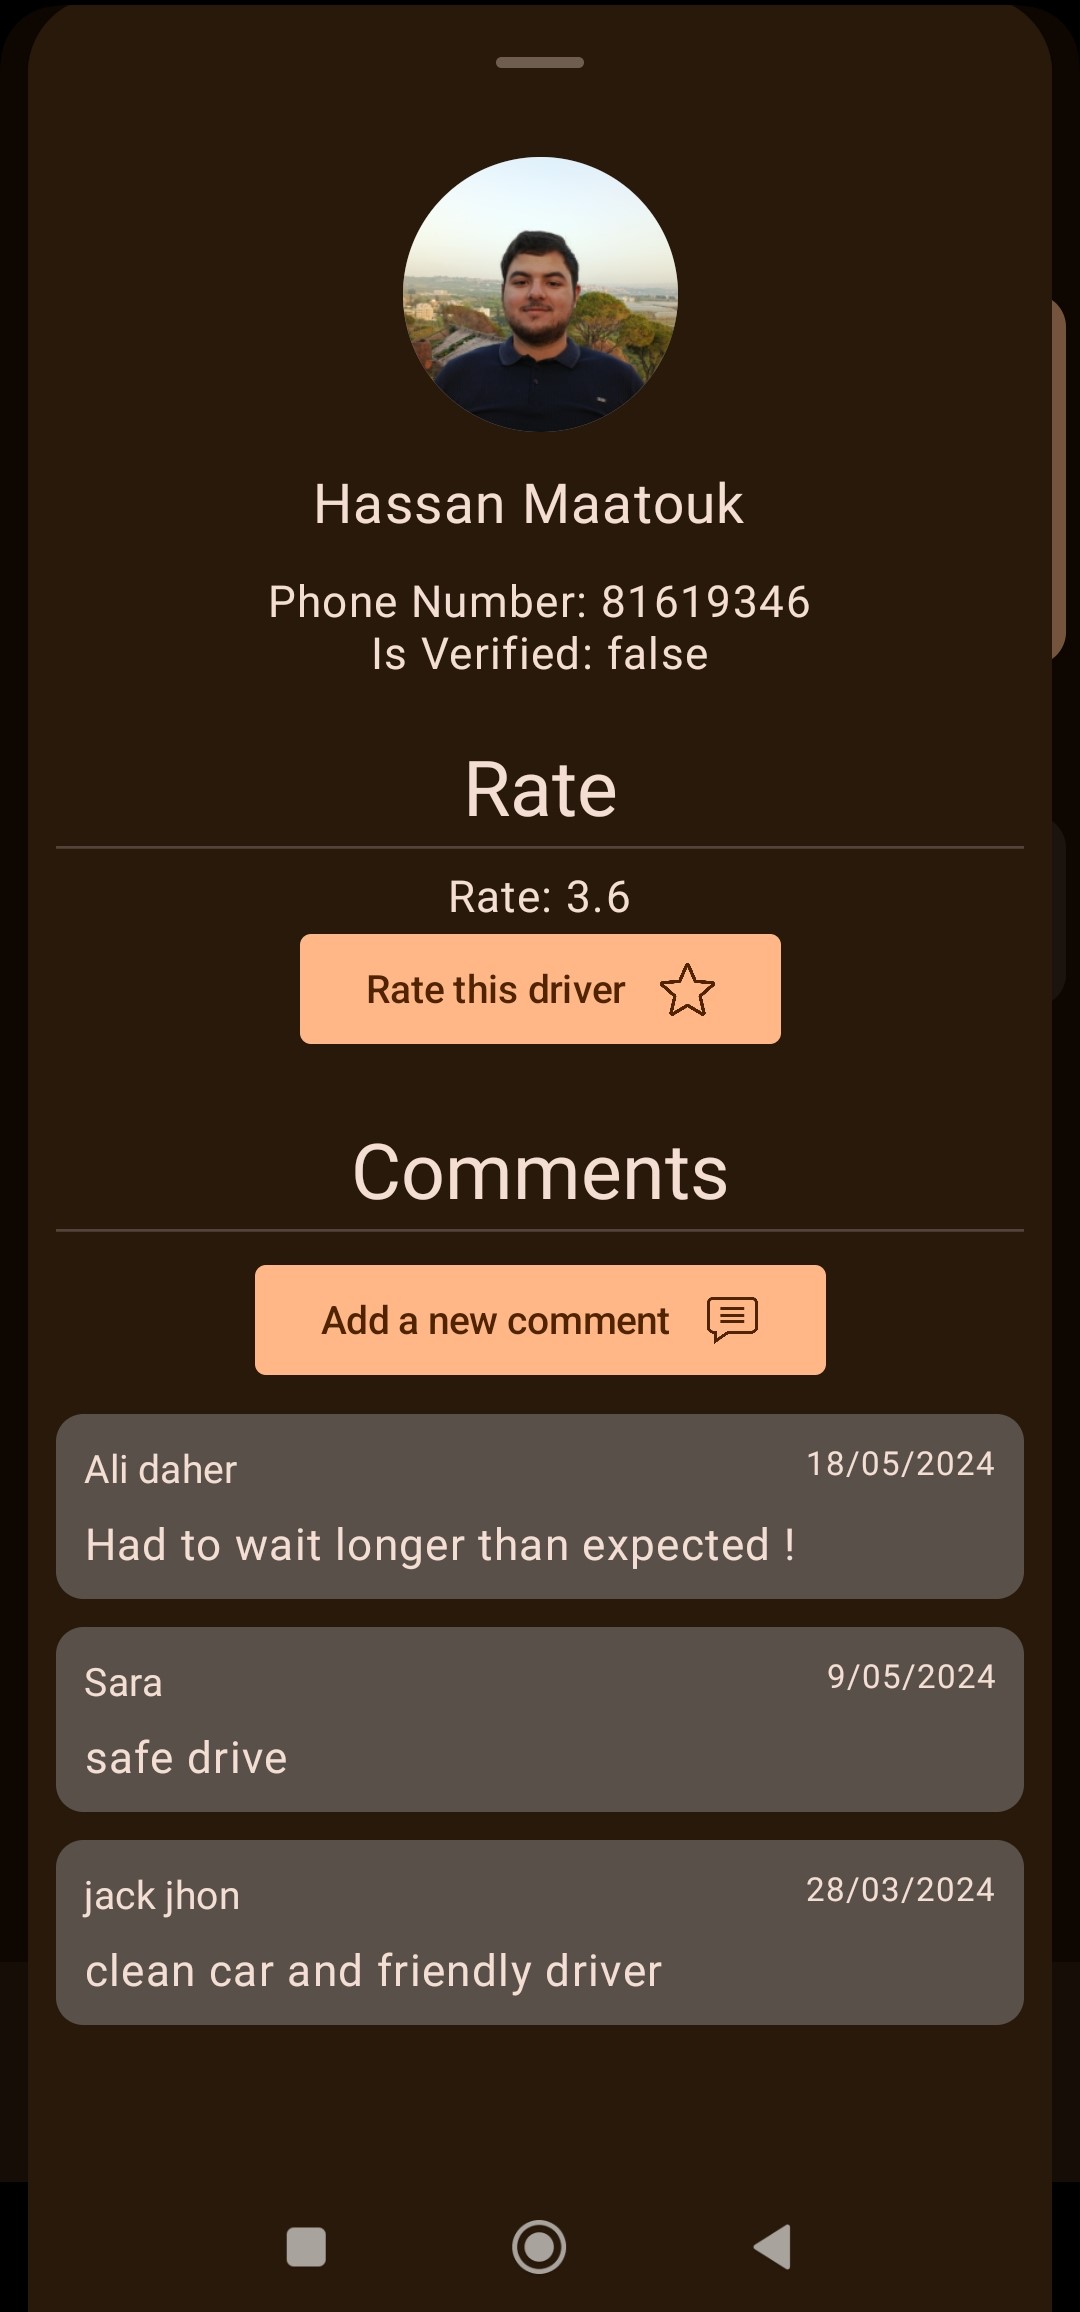 Hassan Maatouk
Phone Number: 81619346
Is Verified: false
Rate
Rate: 3.6
Rate this driver
Comments
Add a new comment
Ali daher
18/05/2024
Had to wait longer than expected !
Sara
9/05/2024
safe drive
jack jhon
28/03/2024
clean car and friendly driver